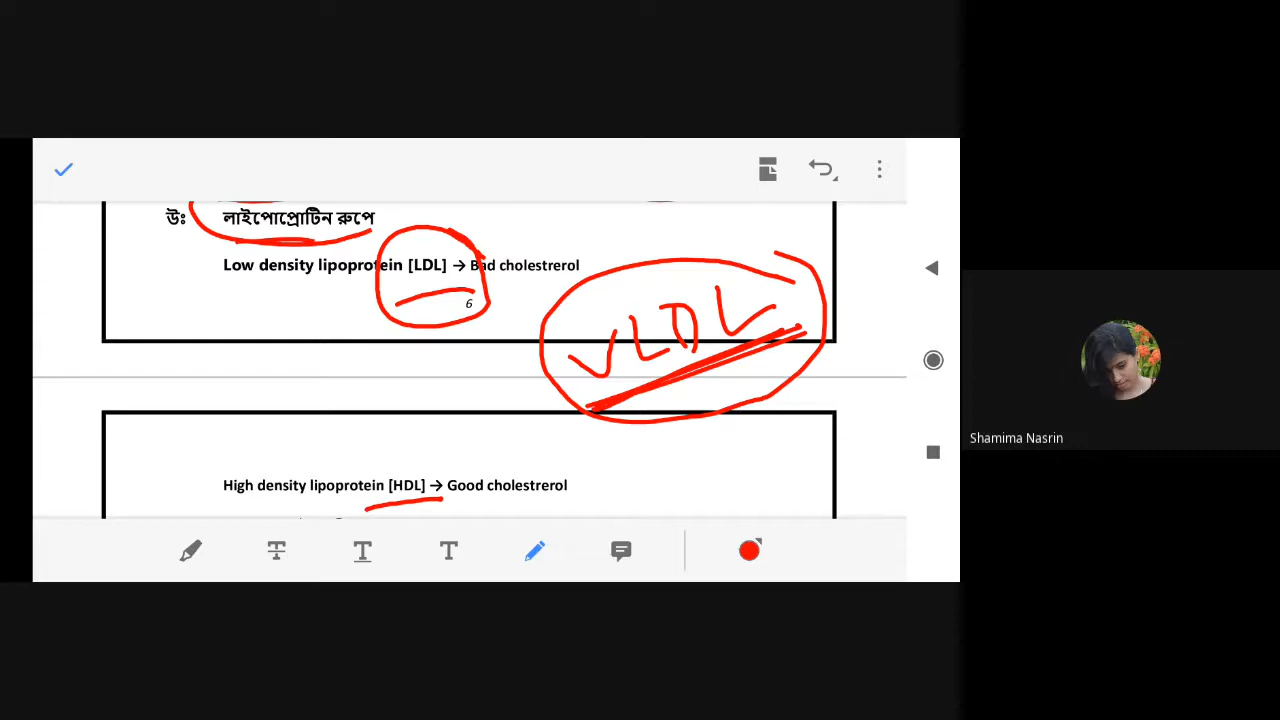 উঃ লাইপোপ্রোটিন রুপে
Low density lipoprotein [LDL] → Bad cholestrerol
6
VLDL
High density lipoprotein [HDL] → Good cholestrerol
Shamima Nasrin